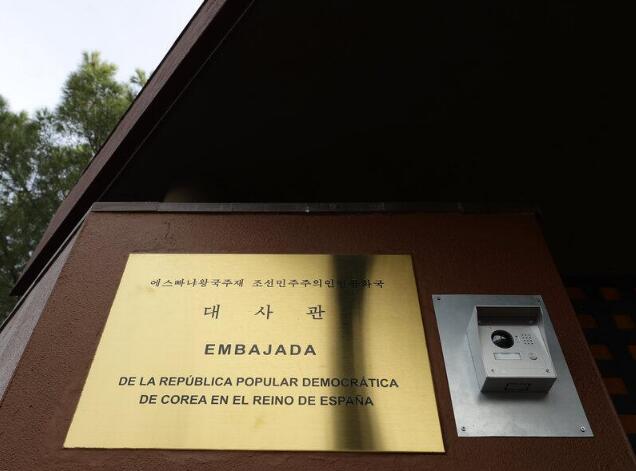 에스빠냐왕국주재 조선민주주의인민공화국
대 사 관
EMBAJADA
DE LA REPÚBLICA POPULAR DEMOCRÁTICA
DE COREA EN EL REINO DE ESPAÑA